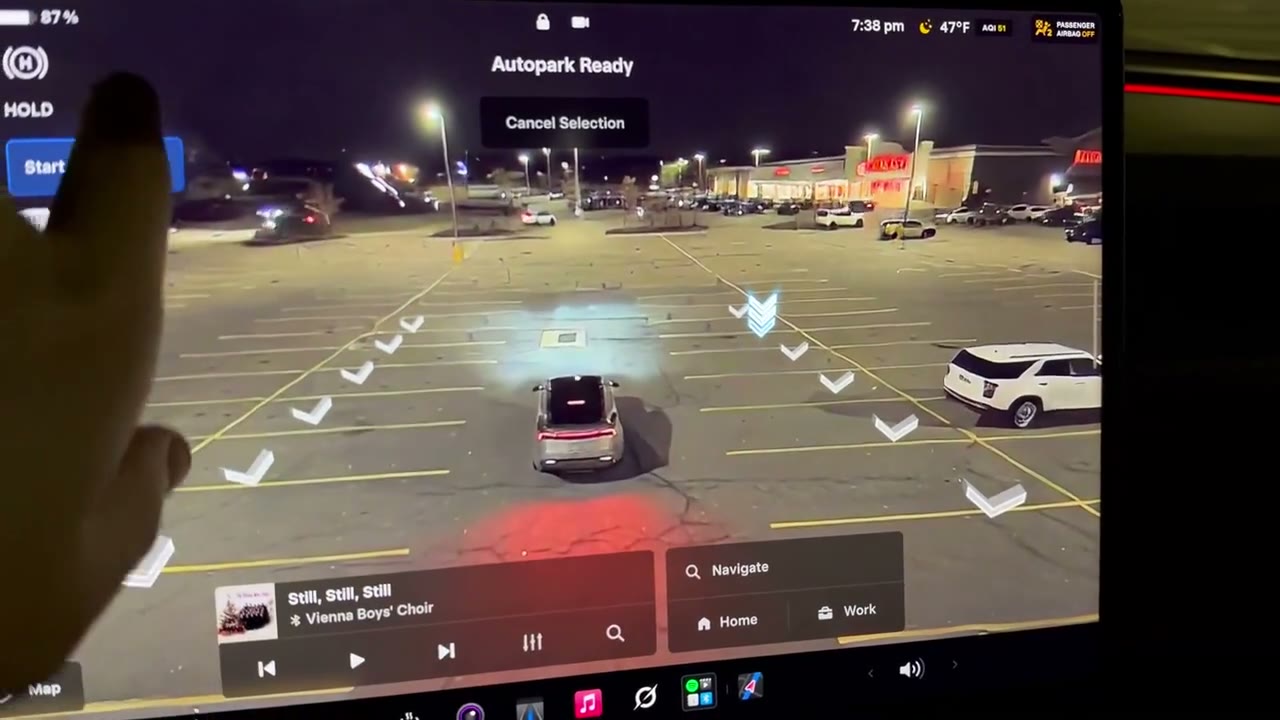 87%
7:38 pm
47°F
AQI 51
PASSENGER
AIRBAG OFF
HOLD
Autopark Ready
Cancel Selection
Start
Still, Still, Still
Vienna Boys' Choir
Navigate
Home
Work
Map